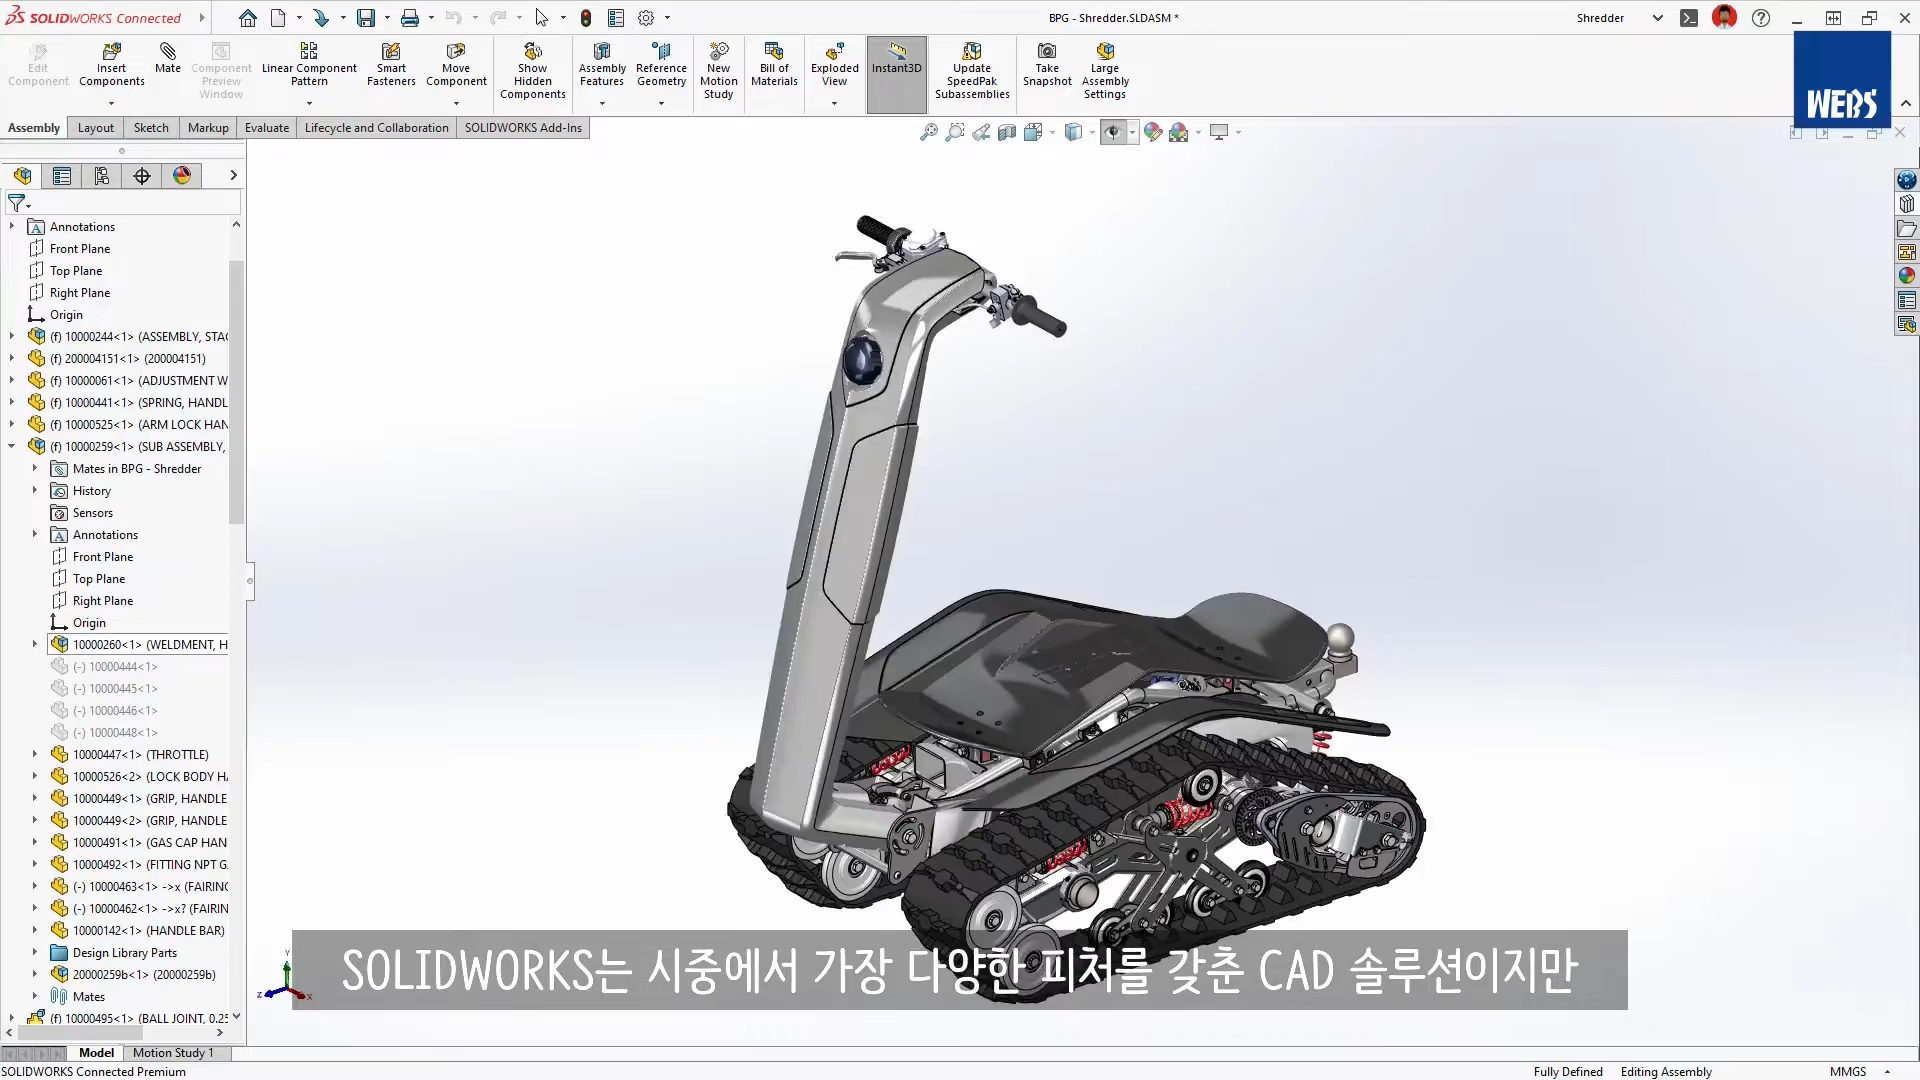 SOLIDWORKS Connected
BPG - Shredder.SLDASM *
Shredder
Edit Component
Insert Components
Mate
Component Preview Window
Linear Component Pattern
Smart Fasteners
Move Component
Show Hidden Components
Assembly Features
Reference Geometry
New Motion Study
Bill of Materials
Exploded View
Instant3D
Update SpeedPak Subassemblies
Take Snapshot
Large Assembly Settings
WEBS
Assembly
Layout
Sketch
Markup
Evaluate
Lifecycle and Collaboration
SOLIDWORKS Add-Ins
Annotations
Front Plane
Top Plane
Right Plane
Origin
(f) 10000244<1> (ASSEMBLY, STAC
(f) 200004151<1> (200004151)
(f) 10000061<1> (ADJUSTMENT W
(f) 10000441<1> (SPRING, HANDL
(f) 10000525<1> (ARM LOCK HAN
(f) 10000259<1> (SUB ASSEMBLY,
Mates in BPG - Shredder
History
Sensors
Annotations
Front Plane
Top Plane
Right Plane
Origin
10000260<1> (WELDMENT, H
(-) 10000444<1>
(-) 10000445<1>
(-) 10000446<1>
(-) 10000448<1>
10000447<1> (THROTTLE)
10000526<2> (LOCK BODY HA
10000449<1> (GRIP, HANDLE
10000449<2> (GRIP, HANDLE
10000491<1> (GAS CAP HAN
10000492<1> (FITTING NPT G
(-) 10000463<1> ->x (FAIRING
(-) 10000462<1> ->x? (FAIRIN
10000142<1> (HANDLE BAR)
Design Library Parts
20000259b<1> (20000259b)
Mates
(f) 10000495<1> (BALL JOINT, 0.25
Y
Z
X
SOLIDWORKS는 시중에서 가장 다양한 피처를 갖춘 CAD 솔루션이지만
Model
Motion Study 1
SOLIDWORKS Connected Premium
Fully Defined
Editing Assembly
MMGS